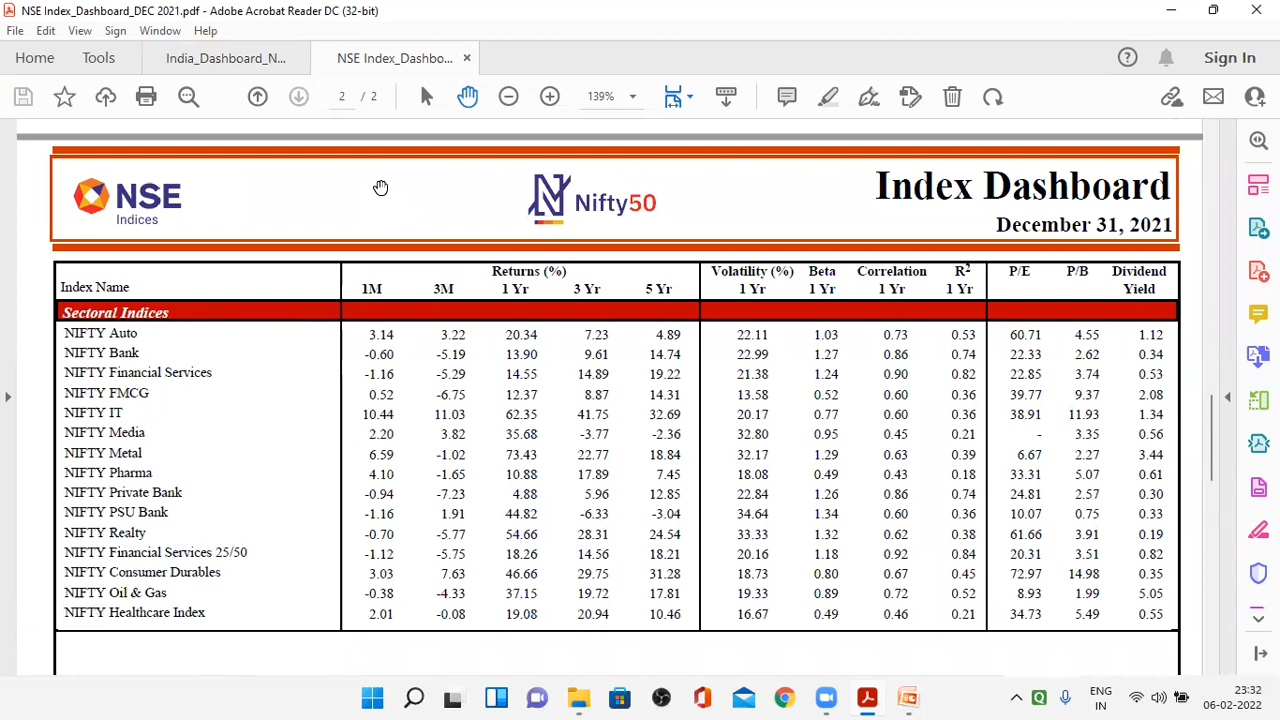 NSE Index_Dashboard_DEC 2021.pdf - Adobe Acrobat Reader DC (32-bit)
File Edit View Sign Window Help
Home Tools India_Dashboard_N... NSE Index_Dashbo... ×
2 / 2 139%
Sign In
NSE
Indices
Nifty50
Index Dashboard
December 31, 2021
Index Name Returns (%) Volatility (%) Beta Correlation R² P/E P/B Dividend Yield
1M 3M 1 Yr 3 Yr 5 Yr 1 Yr 1 Yr 1 Yr 1 Yr
Sectoral Indices
NIFTY Auto 3.14 3.22 20.34 7.23 4.89 22.11 1.03 0.73 0.53 60.71 4.55 1.12
NIFTY Bank -0.60 -5.19 13.90 9.61 14.74 22.99 1.27 0.86 0.74 22.33 2.62 0.34
NIFTY Financial Services -1.16 -5.29 14.55 14.89 19.22 21.38 1.24 0.90 0.82 22.85 3.74 0.53
NIFTY FMCG 0.52 -6.75 12.37 8.87 14.31 13.58 0.52 0.60 0.36 39.77 9.37 2.08
NIFTY IT 10.44 11.03 62.35 41.75 32.69 20.17 0.77 0.60 0.36 38.91 11.93 1.34
NIFTY Media 2.20 3.82 35.68 -3.77 -2.36 32.80 0.95 0.45 0.21 - 3.35 0.56
NIFTY Metal 6.59 -1.02 73.43 22.77 18.84 32.17 1.29 0.63 0.39 6.67 2.27 3.44
NIFTY Pharma 4.10 -1.65 10.88 17.89 7.45 18.08 0.49 0.43 0.18 33.31 5.07 0.61
NIFTY Private Bank -0.94 -7.23 4.88 5.96 12.85 22.84 1.26 0.86 0.74 24.81 2.57 0.30
NIFTY PSU Bank -1.16 1.91 44.82 -6.33 -3.04 34.64 1.34 0.60 0.36 10.07 0.75 0.33
NIFTY Realty -0.70 -5.77 54.66 28.31 24.54 33.33 1.32 0.62 0.38 61.66 3.91 0.19
NIFTY Financial Services 25/50 -1.12 -5.75 18.26 14.56 18.21 20.16 1.18 0.92 0.84 20.31 3.51 0.82
NIFTY Consumer Durables 3.03 7.63 46.66 29.75 31.28 18.73 0.80 0.67 0.45 72.97 14.98 0.35
NIFTY Oil & Gas -0.38 -4.33 37.15 19.72 17.81 19.33 0.89 0.72 0.52 8.93 1.99 5.05
NIFTY Healthcare Index 2.01 -0.08 19.08 20.94 10.46 16.67 0.49 0.46 0.21 34.73 5.49 0.55
ENG
IN
23:32
06-02-2022